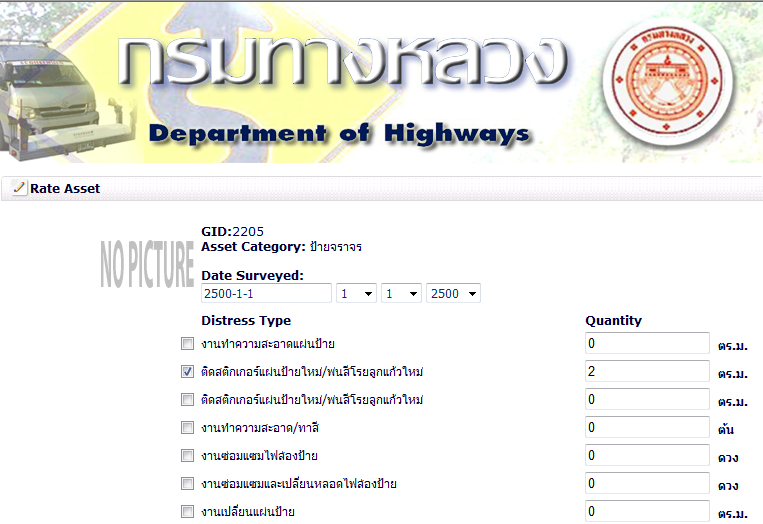 กรมทางหลวง
Department of Highways
Rate Asset
NO PICTURE
GID:2205
Asset Category: ป้ายจราจร
Date Surveyed:
2500-1-1 1 1 2500
Distress Type Quantity
งานทำความสะอาดแผ่นป้าย 0 ตร.ม.
ติดสติกเกอร์แผ่นป้ายใหม่/พ่นสีโรยลูกแก้วใหม่ 2 ตร.ม.
ติดสติกเกอร์แผ่นป้ายใหม่/พ่นสีโรยลูกแก้วใหม่ 0 ตร.ม.
งานทำความสะอาด/ทาสี 0 ต้น
งานซ่อมแซมไฟส่องป้าย 0 ดวง
งานซ่อมแซมและเปลี่ยนหลอดไฟส่องป้าย 0 ดวง
งานเปลี่ยนแผ่นป้าย 0 ตร.ม.